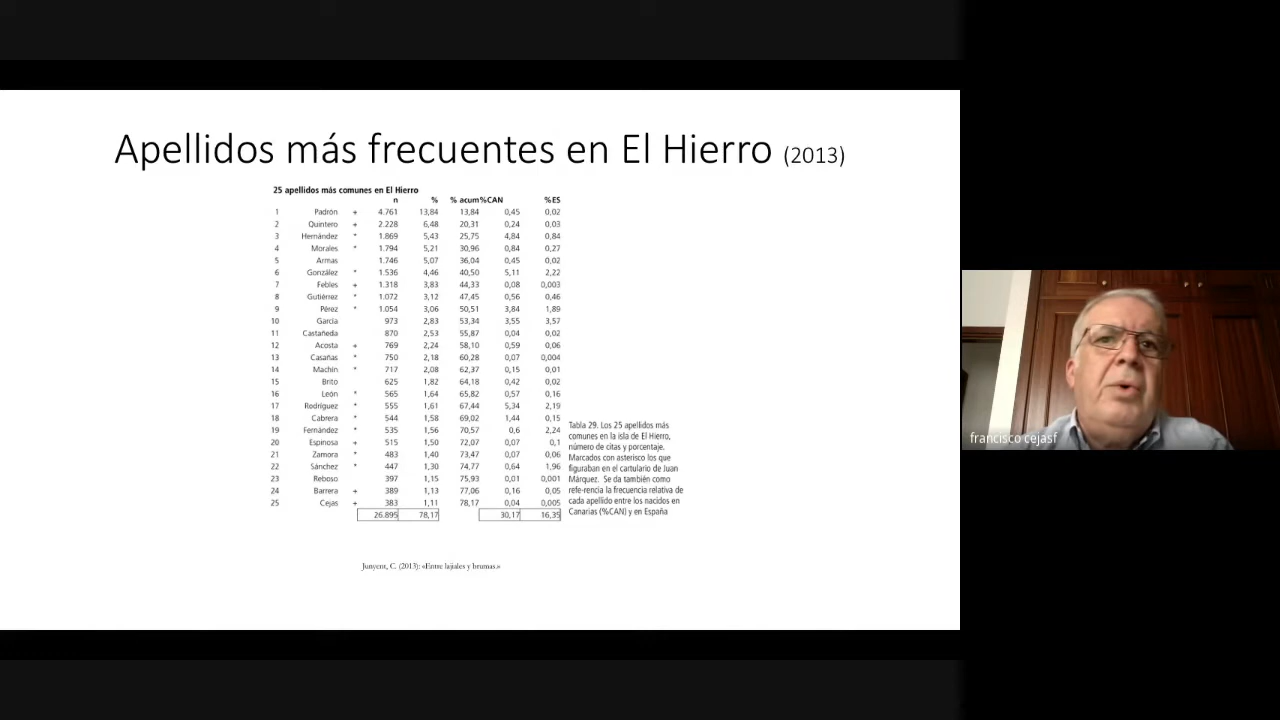 Apellidos más frecuentes en El Hierro (2013)
25 apellidos más comunes en El Hierro
n % % acum %CAN %ES
1 Padrón + 4.761 13,84 13,84 0,45 0,02
2 Quintero + 2.228 6,48 20,31 0,24 0,03
3 Hernández * 1.869 5,43 25,75 4,84 0,84
4 Morales * 1.794 5,21 30,96 0,84 0,27
5 Armas 1.746 5,07 36,04 0,45 0,02
6 González * 1.536 4,46 40,50 5,11 2,22
7 Febles + 1.318 3,83 44,33 0,08 0,003
8 Gutiérrez * 1.072 3,12 47,45 0,56 0,46
9 Pérez * 1.054 3,06 50,51 3,84 1,89
10 García 973 2,83 53,34 3,55 3,57
11 Castañeda 870 2,53 55,87 0,04 0,02
12 Acosta + 769 2,24 58,10 0,59 0,06
13 Casañas * 750 2,18 60,28 0,07 0,004
14 Machín * 717 2,08 62,37 0,15 0,01
15 Brito 625 1,82 64,18 0,42 0,02
16 León * 565 1,64 65,82 0,57 0,16
17 Rodríguez * 555 1,61 67,44 5,34 2,19
18 Cabrera * 544 1,58 69,02 1,44 0,15
19 Fernández * 535 1,56 70,57 0,6 2,24
20 Espinosa + 515 1,50 72,07 0,07 0,1
21 Zamora * 483 1,40 73,47 0,07 0,06
22 Sánchez * 447 1,30 74,77 0,64 1,96
23 Reboso 397 1,15 75,93 0,01 0,001
24 Barrera + 389 1,13 77,06 0,16 0,05
25 Cejas + 383 1,11 78,17 0,04 0,005
26.895 78,17 30,17 16,35
Tabla 29. Los 25 apellidos más
comunes en la isla de El Hierro,
número de citas y porcentaje.
Marcados con asterisco los que
figuraban en el cartulario de Juan
Márquez. Se da también como
refe-rencia la frecuencia relativa de
cada apellido entre los nacidos en
Canarias (%CAN) y en España
Junyent, C. (2013): «Entre lajiales y brumas.»
francisco cejasf